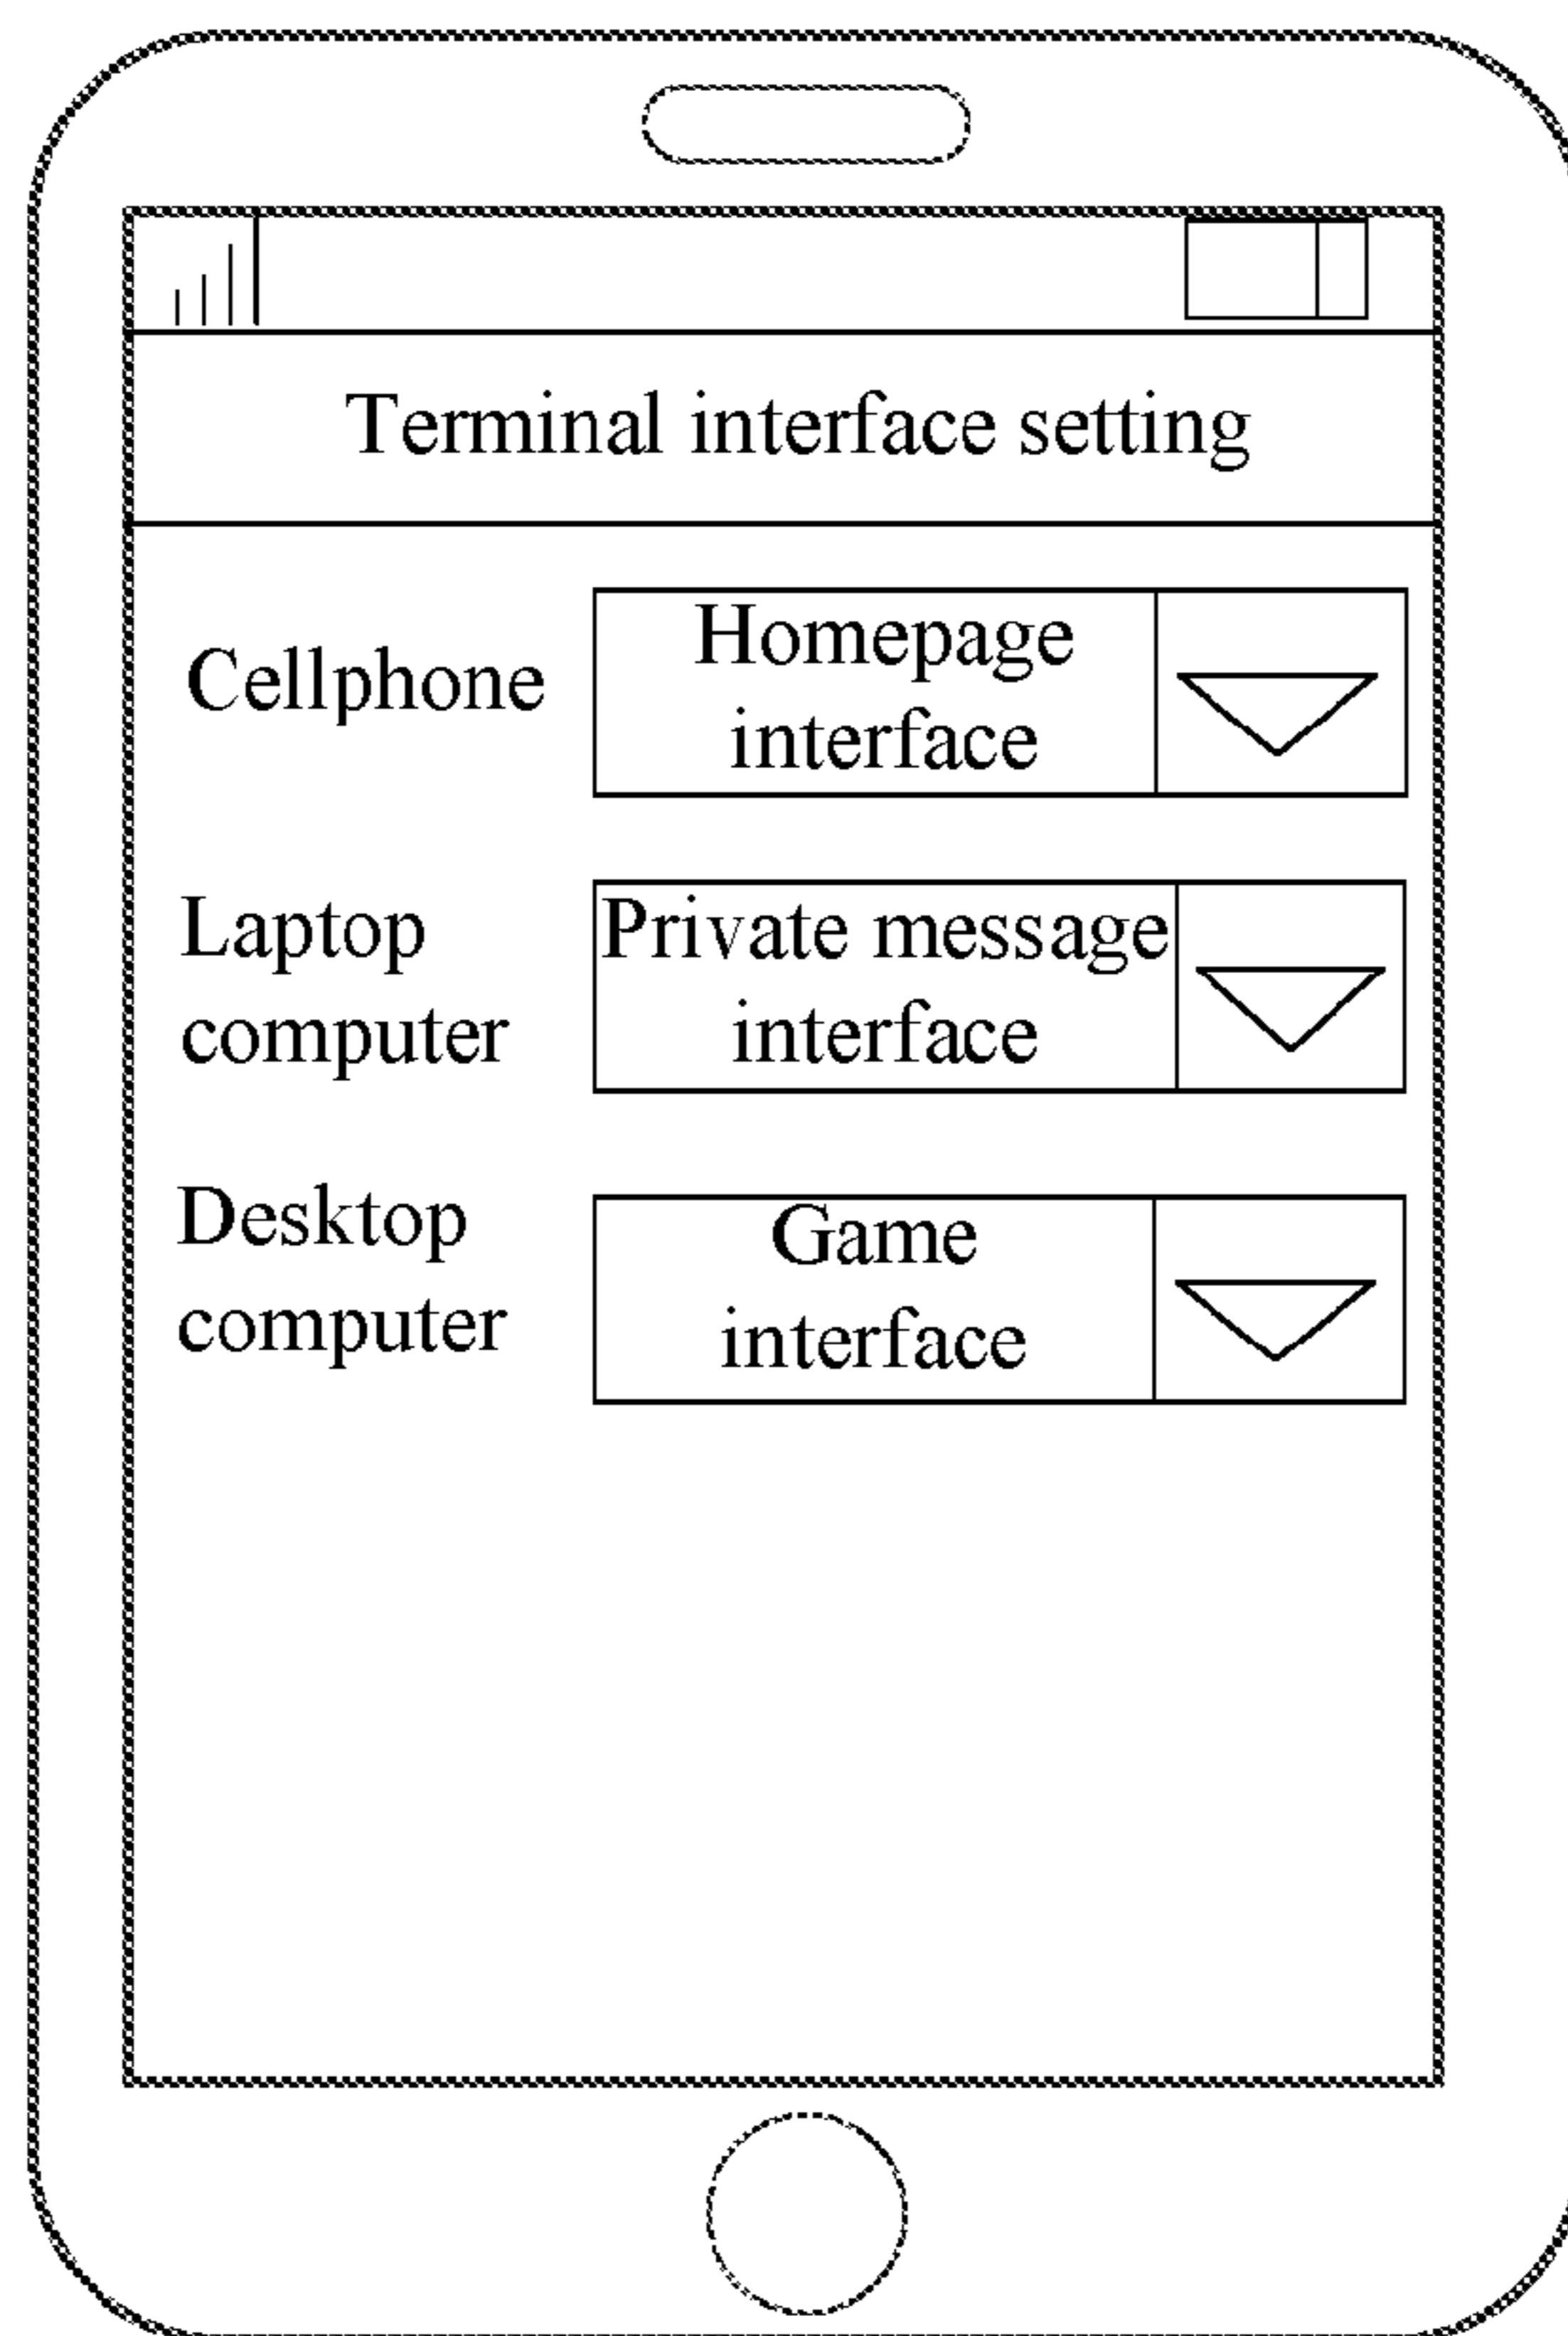 Terminal interface setting
Cellphone
Homepage
interface
Laptop
computer
Private message
interface
Desktop
computer
Game
interface